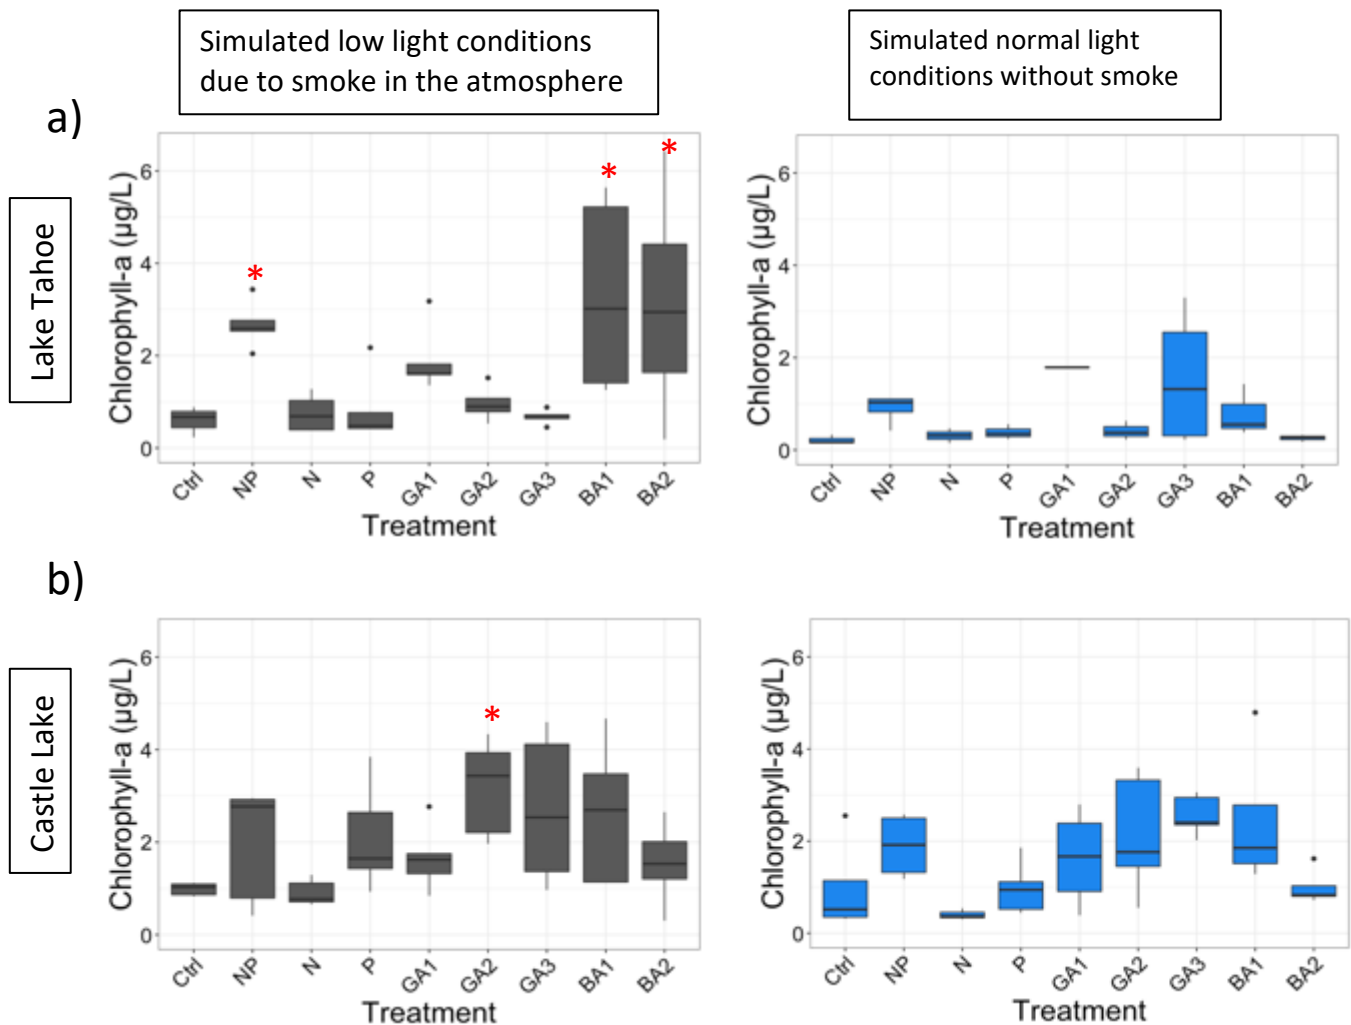 Simulated low light conditions
due to smoke in the atmosphere
Simulated normal light
conditions without smoke
a)
Lake Tahoe
Chlorophyll-a (µg/L)
6
4
2
0
*
*
*
Ctrl NP N P GA1 GA2 GA3 BA1 BA2
Treatment
Chlorophyll-a (µg/L)
6
4
2
0
Ctrl NP N P GA1 GA2 GA3 BA1 BA2
Treatment
b)
Castle Lake
Chlorophyll-a (µg/L)
6
4
2
0
*
Ctrl NP N P GA1 GA2 GA3 BA1 BA2
Treatment
Chlorophyll-a (µg/L)
6
4
2
0
Ctrl NP N P GA1 GA2 GA3 BA1 BA2
Treatment